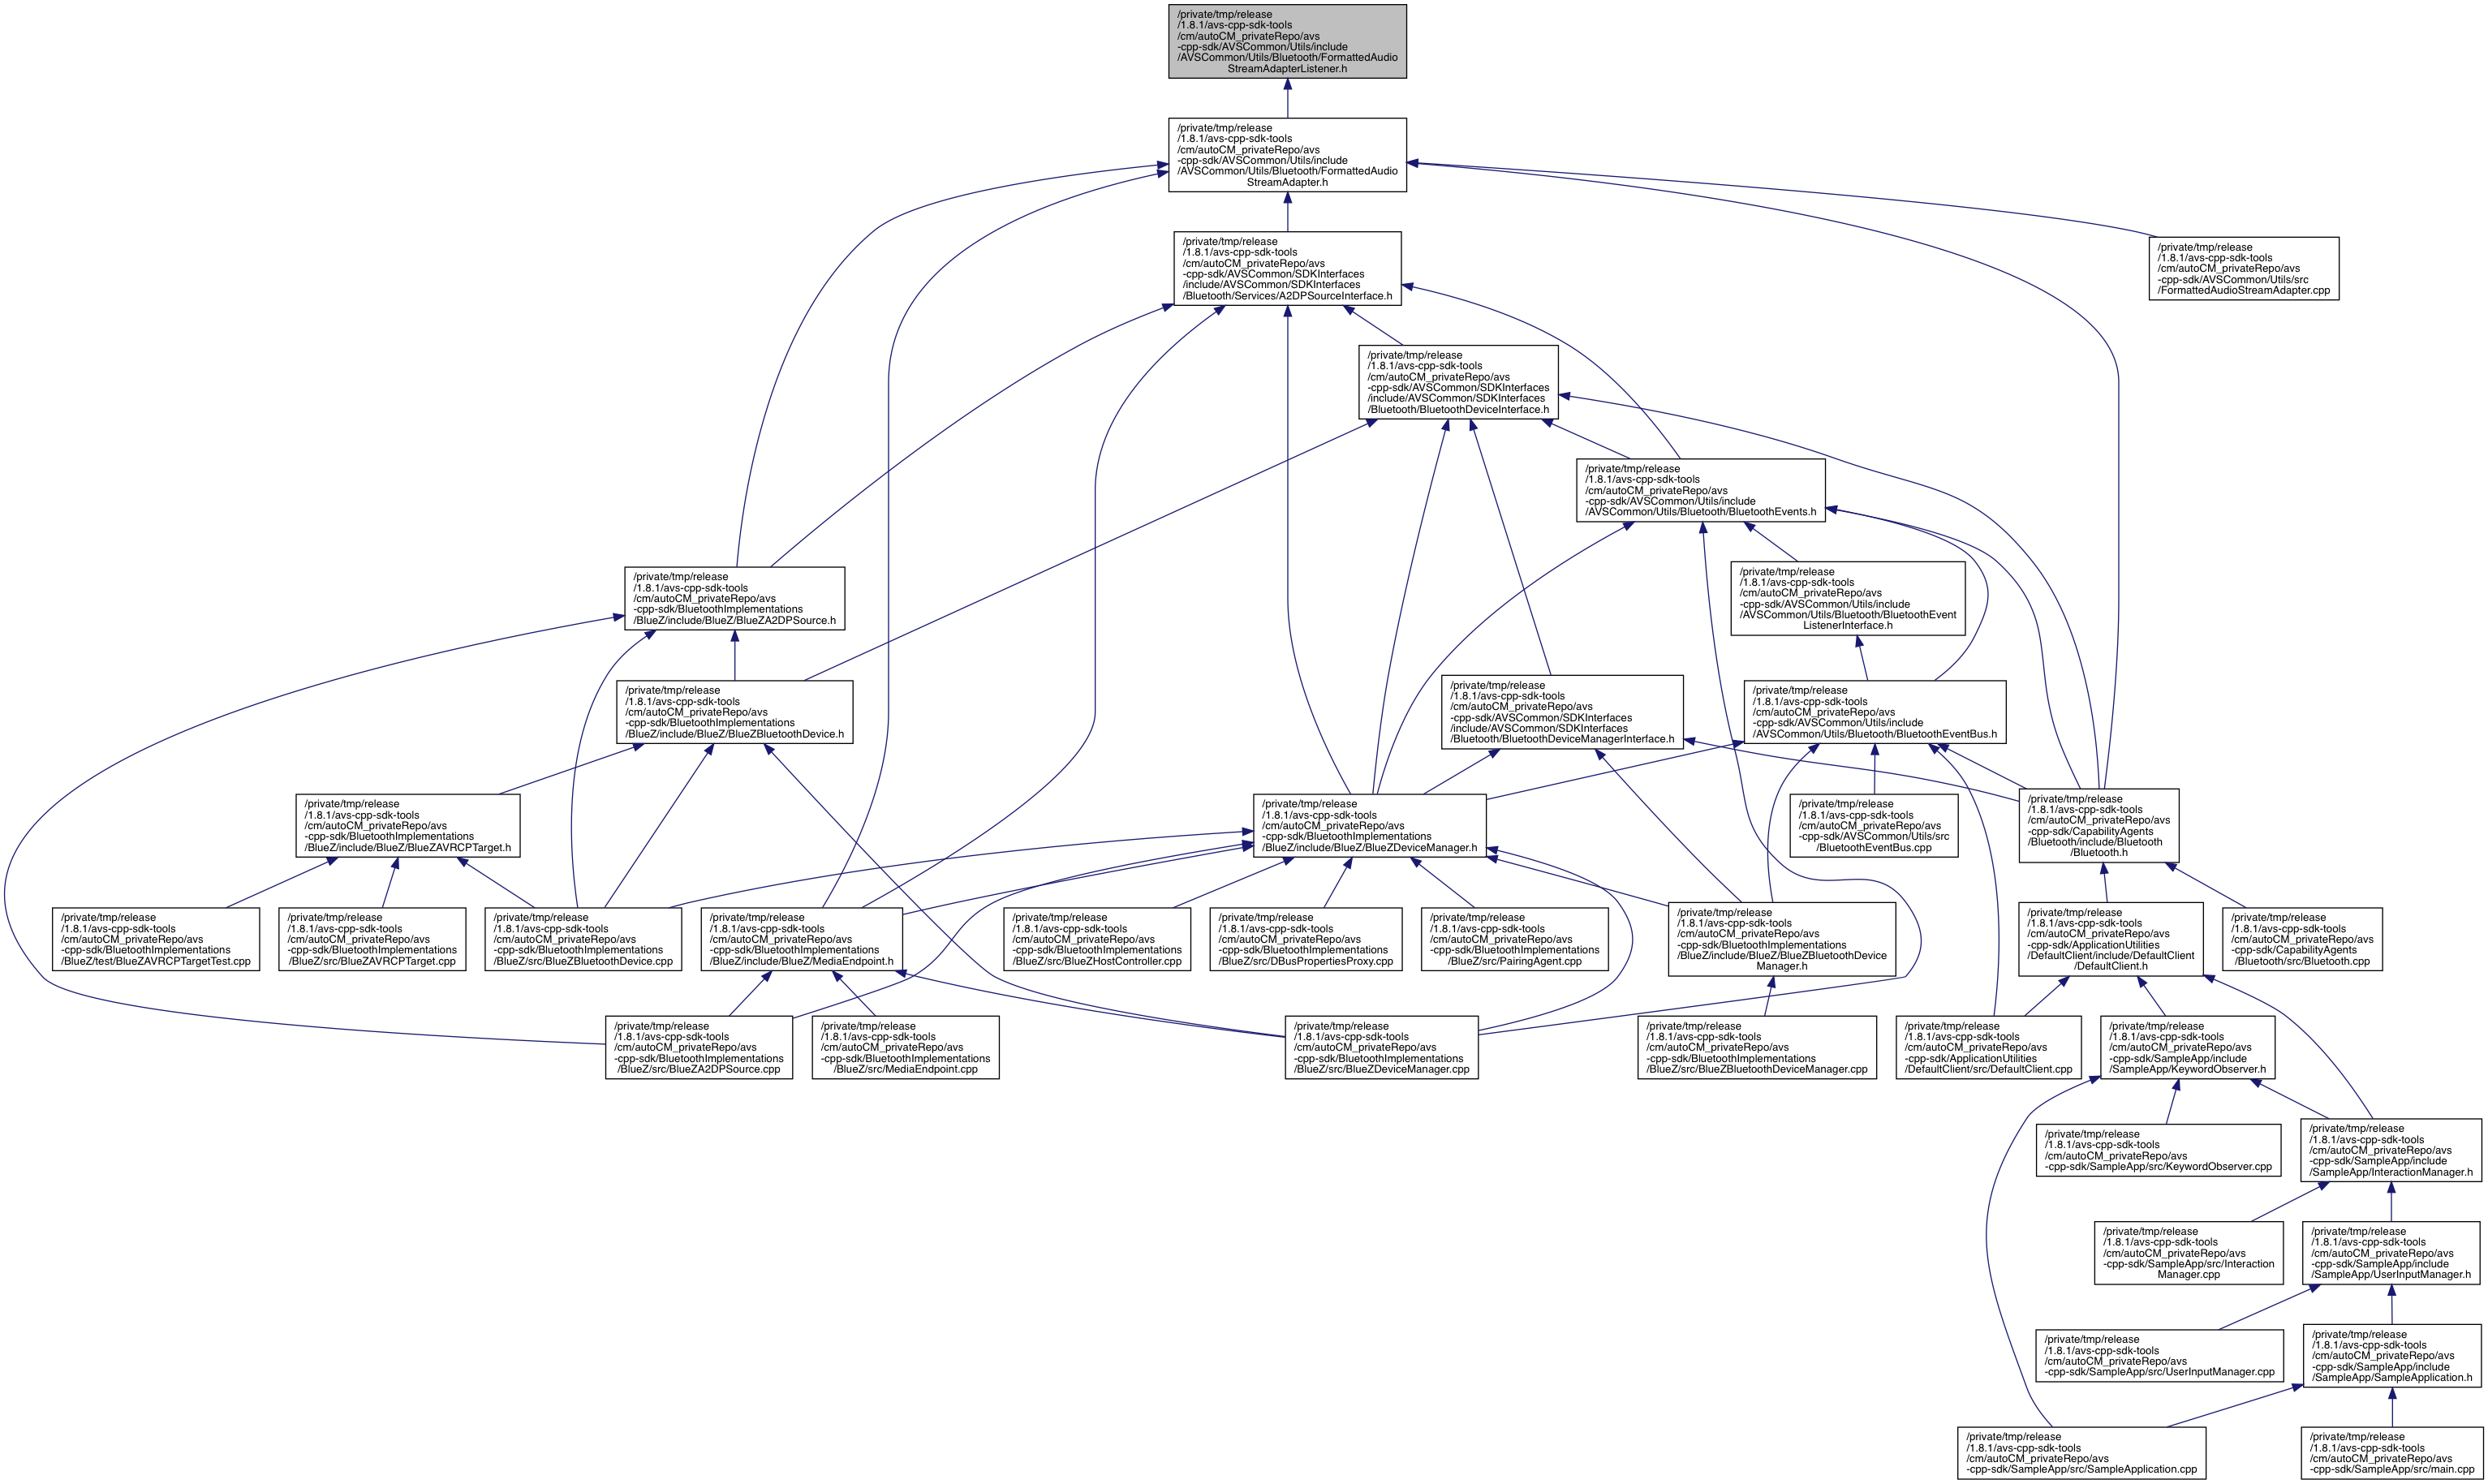 /private/tmp/release
/1.8.1/avs-cpp-sdk-tools
/cm/autoCM_privateRepo/avs
-cpp-sdk/AVSCommon/Utils/include
/AVSCommon/Utils/Bluetooth/FormattedAudio
StreamAdapterListener.h
/private/tmp/release
/1.8.1/avs-cpp-sdk-tools
/cm/autoCM_privateRepo/avs
-cpp-sdk/AVSCommon/Utils/include
/AVSCommon/Utils/Bluetooth/FormattedAudio
StreamAdapter.h
/private/tmp/release
/1.8.1/avs-cpp-sdk-tools
/cm/autoCM_privateRepo/avs
-cpp-sdk/AVSCommon/SDKInterfaces
/include/AVSCommon/SDKInterfaces
/Bluetooth/Services/A2DPSourceInterface.h
/private/tmp/release
/1.8.1/avs-cpp-sdk-tools
/cm/autoCM_privateRepo/avs
-cpp-sdk/AVSCommon/Utils/src
/FormattedAudioStreamAdapter.cpp
/private/tmp/release
/1.8.1/avs-cpp-sdk-tools
/cm/autoCM_privateRepo/avs
-cpp-sdk/AVSCommon/SDKInterfaces
/include/AVSCommon/SDKInterfaces
/Bluetooth/BluetoothDeviceInterface.h
/private/tmp/release
/1.8.1/avs-cpp-sdk-tools
/cm/autoCM_privateRepo/avs
-cpp-sdk/AVSCommon/Utils/include
/AVSCommon/Utils/Bluetooth/BluetoothEvents.h
/private/tmp/release
/1.8.1/avs-cpp-sdk-tools
/cm/autoCM_privateRepo/avs
-cpp-sdk/BluetoothImplementations
/BlueZ/include/BlueZ/BlueZA2DPSource.h
/private/tmp/release
/1.8.1/avs-cpp-sdk-tools
/cm/autoCM_privateRepo/avs
-cpp-sdk/AVSCommon/Utils/include
/AVSCommon/Utils/Bluetooth/BluetoothEvent
ListenerInterface.h
/private/tmp/release
/1.8.1/avs-cpp-sdk-tools
/cm/autoCM_privateRepo/avs
-cpp-sdk/BluetoothImplementations
/BlueZ/include/BlueZ/BlueZBluetoothDevice.h
/private/tmp/release
/1.8.1/avs-cpp-sdk-tools
/cm/autoCM_privateRepo/avs
-cpp-sdk/AVSCommon/SDKInterfaces
/include/AVSCommon/SDKInterfaces
/Bluetooth/BluetoothDeviceManagerInterface.h
/private/tmp/release
/1.8.1/avs-cpp-sdk-tools
/cm/autoCM_privateRepo/avs
-cpp-sdk/AVSCommon/Utils/include
/AVSCommon/Utils/Bluetooth/BluetoothEventBus.h
/private/tmp/release
/1.8.1/avs-cpp-sdk-tools
/cm/autoCM_privateRepo/avs
-cpp-sdk/BluetoothImplementations
/BlueZ/include/BlueZ/BlueZAVRCPTarget.h
/private/tmp/release
/1.8.1/avs-cpp-sdk-tools
/cm/autoCM_privateRepo/avs
-cpp-sdk/BluetoothImplementations
/BlueZ/include/BlueZ/BlueZDeviceManager.h
/private/tmp/release
/1.8.1/avs-cpp-sdk-tools
/cm/autoCM_privateRepo/avs
-cpp-sdk/AVSCommon/Utils/src
/BluetoothEventBus.cpp
/private/tmp/release
/1.8.1/avs-cpp-sdk-tools
/cm/autoCM_privateRepo/avs
-cpp-sdk/CapabilityAgents
/Bluetooth/include/Bluetooth
/Bluetooth.h
/private/tmp/release
/1.8.1/avs-cpp-sdk-tools
/cm/autoCM_privateRepo/avs
-cpp-sdk/BluetoothImplementations
/BlueZ/test/BlueZAVRCPTargetTest.cpp
/private/tmp/release
/1.8.1/avs-cpp-sdk-tools
/cm/autoCM_privateRepo/avs
-cpp-sdk/BluetoothImplementations
/BlueZ/src/BlueZAVRCPTarget.cpp
/private/tmp/release
/1.8.1/avs-cpp-sdk-tools
/cm/autoCM_privateRepo/avs
-cpp-sdk/BluetoothImplementations
/BlueZ/src/BlueZBluetoothDevice.cpp
/private/tmp/release
/1.8.1/avs-cpp-sdk-tools
/cm/autoCM_privateRepo/avs
-cpp-sdk/BluetoothImplementations
/BlueZ/include/BlueZ/MediaEndpoint.h
/private/tmp/release
/1.8.1/avs-cpp-sdk-tools
/cm/autoCM_privateRepo/avs
-cpp-sdk/BluetoothImplementations
/BlueZ/src/BlueZHostController.cpp
/private/tmp/release
/1.8.1/avs-cpp-sdk-tools
/cm/autoCM_privateRepo/avs
-cpp-sdk/BluetoothImplementations
/BlueZ/src/DBusPropertiesProxy.cpp
/private/tmp/release
/1.8.1/avs-cpp-sdk-tools
/cm/autoCM_privateRepo/avs
-cpp-sdk/BluetoothImplementations
/BlueZ/src/PairingAgent.cpp
/private/tmp/release
/1.8.1/avs-cpp-sdk-tools
/cm/autoCM_privateRepo/avs
-cpp-sdk/BluetoothImplementations
/BlueZ/include/BlueZ/BlueZBluetoothDevice
Manager.h
/private/tmp/release
/1.8.1/avs-cpp-sdk-tools
/cm/autoCM_privateRepo/avs
-cpp-sdk/ApplicationUtilities
/DefaultClient/include/DefaultClient
/DefaultClient.h
/private/tmp/release
/1.8.1/avs-cpp-sdk-tools
/cm/autoCM_privateRepo/avs
-cpp-sdk/CapabilityAgents
/Bluetooth/src/Bluetooth.cpp
/private/tmp/release
/1.8.1/avs-cpp-sdk-tools
/cm/autoCM_privateRepo/avs
-cpp-sdk/BluetoothImplementations
/BlueZ/src/BlueZA2DPSource.cpp
/private/tmp/release
/1.8.1/avs-cpp-sdk-tools
/cm/autoCM_privateRepo/avs
-cpp-sdk/BluetoothImplementations
/BlueZ/src/MediaEndpoint.cpp
/private/tmp/release
/1.8.1/avs-cpp-sdk-tools
/cm/autoCM_privateRepo/avs
-cpp-sdk/BluetoothImplementations
/BlueZ/src/BlueZDeviceManager.cpp
/private/tmp/release
/1.8.1/avs-cpp-sdk-tools
/cm/autoCM_privateRepo/avs
-cpp-sdk/BluetoothImplementations
/BlueZ/src/BlueZBluetoothDeviceManager.cpp
/private/tmp/release
/1.8.1/avs-cpp-sdk-tools
/cm/autoCM_privateRepo/avs
-cpp-sdk/ApplicationUtilities
/DefaultClient/src/DefaultClient.cpp
/private/tmp/release
/1.8.1/avs-cpp-sdk-tools
/cm/autoCM_privateRepo/avs
-cpp-sdk/SampleApp/include
/SampleApp/KeywordObserver.h
/private/tmp/release
/1.8.1/avs-cpp-sdk-tools
/cm/autoCM_privateRepo/avs
-cpp-sdk/SampleApp/src/KeywordObserver.cpp
/private/tmp/release
/1.8.1/avs-cpp-sdk-tools
/cm/autoCM_privateRepo/avs
-cpp-sdk/SampleApp/include
/SampleApp/InteractionManager.h
/private/tmp/release
/1.8.1/avs-cpp-sdk-tools
/cm/autoCM_privateRepo/avs
-cpp-sdk/SampleApp/src/Interaction
Manager.cpp
/private/tmp/release
/1.8.1/avs-cpp-sdk-tools
/cm/autoCM_privateRepo/avs
-cpp-sdk/SampleApp/include
/SampleApp/UserInputManager.h
/private/tmp/release
/1.8.1/avs-cpp-sdk-tools
/cm/autoCM_privateRepo/avs
-cpp-sdk/SampleApp/src/UserInputManager.cpp
/private/tmp/release
/1.8.1/avs-cpp-sdk-tools
/cm/autoCM_privateRepo/avs
-cpp-sdk/SampleApp/include
/SampleApp/SampleApplication.h
/private/tmp/release
/1.8.1/avs-cpp-sdk-tools
/cm/autoCM_privateRepo/avs
-cpp-sdk/SampleApp/src/SampleApplication.cpp
/private/tmp/release
/1.8.1/avs-cpp-sdk-tools
/cm/autoCM_privateRepo/avs
-cpp-sdk/SampleApp/src/main.cpp